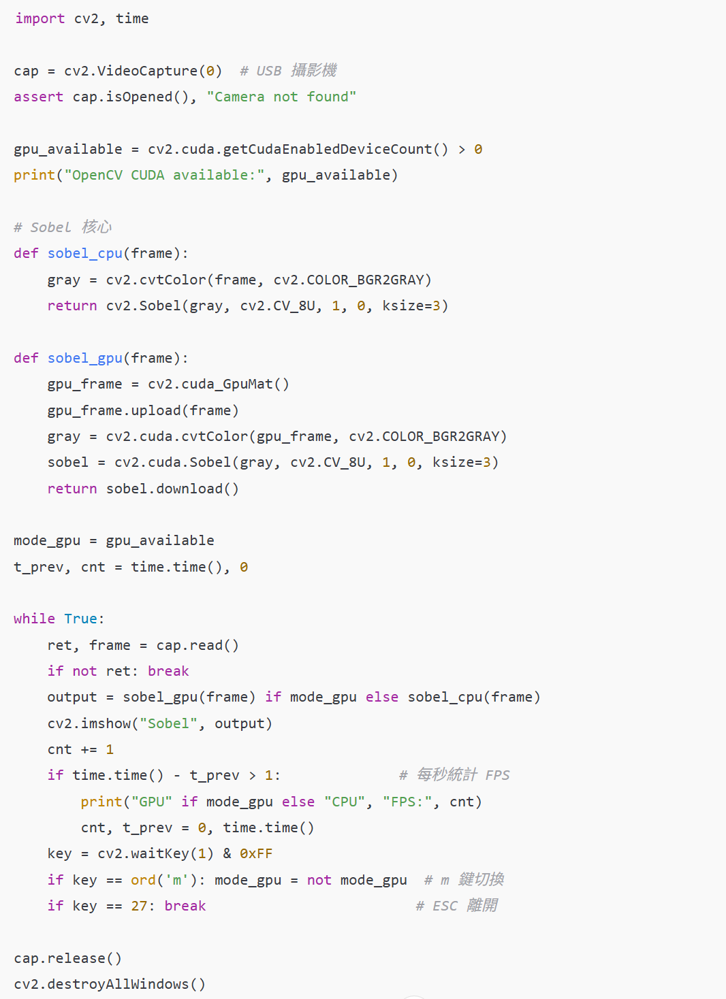 import cv2, time
cap = cv2.VideoCapture(0)  # USB 攝影機
assert cap.isOpened(), "Camera not found"
gpu_available = cv2.cuda.getCudaEnabledDeviceCount() > 0
print("OpenCV CUDA available:", gpu_available)
# Sobel 核心
def sobel_cpu(frame):
    gray = cv2.cvtColor(frame, cv2.COLOR_BGR2GRAY)
    return cv2.Sobel(gray, cv2.CV_8U, 1, 0, ksize=3)
def sobel_gpu(frame):
    gpu_frame = cv2.cuda_GpuMat()
    gpu_frame.upload(frame)
    gray = cv2.cuda.cvtColor(gpu_frame, cv2.COLOR_BGR2GRAY)
    sobel = cv2.cuda.Sobel(gray, cv2.CV_8U, 1, 0, ksize=3)
    return sobel.download()
mode_gpu = gpu_available
t_prev, cnt = time.time(), 0
while True:
    ret, frame = cap.read()
    if not ret: break
    output = sobel_gpu(frame) if mode_gpu else sobel_cpu(frame)
    cv2.imshow("Sobel", output)
    cnt += 1
    if time.time() - t_prev > 1:              # 每秒統計 FPS
        print("GPU" if mode_gpu else "CPU", "FPS:", cnt)
        cnt, t_prev = 0, time.time()
    key = cv2.waitKey(1) & 0xFF
    if key == ord('m'): mode_gpu = not mode_gpu  # m 鍵切換
    if key == 27: break                         # ESC 離開
cap.release()
cv2.destroyAllWindows()